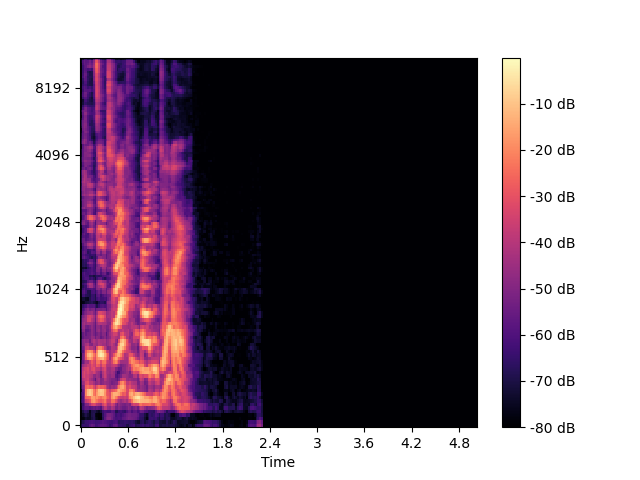 8192
4096
2048
1024
512
0
Hz
0 0.6 1.2 1.8 2.4 3 3.6 4.2 4.8
Time
-10 dB
-20 dB
-30 dB
-40 dB
-50 dB
-60 dB
-70 dB
-80 dB